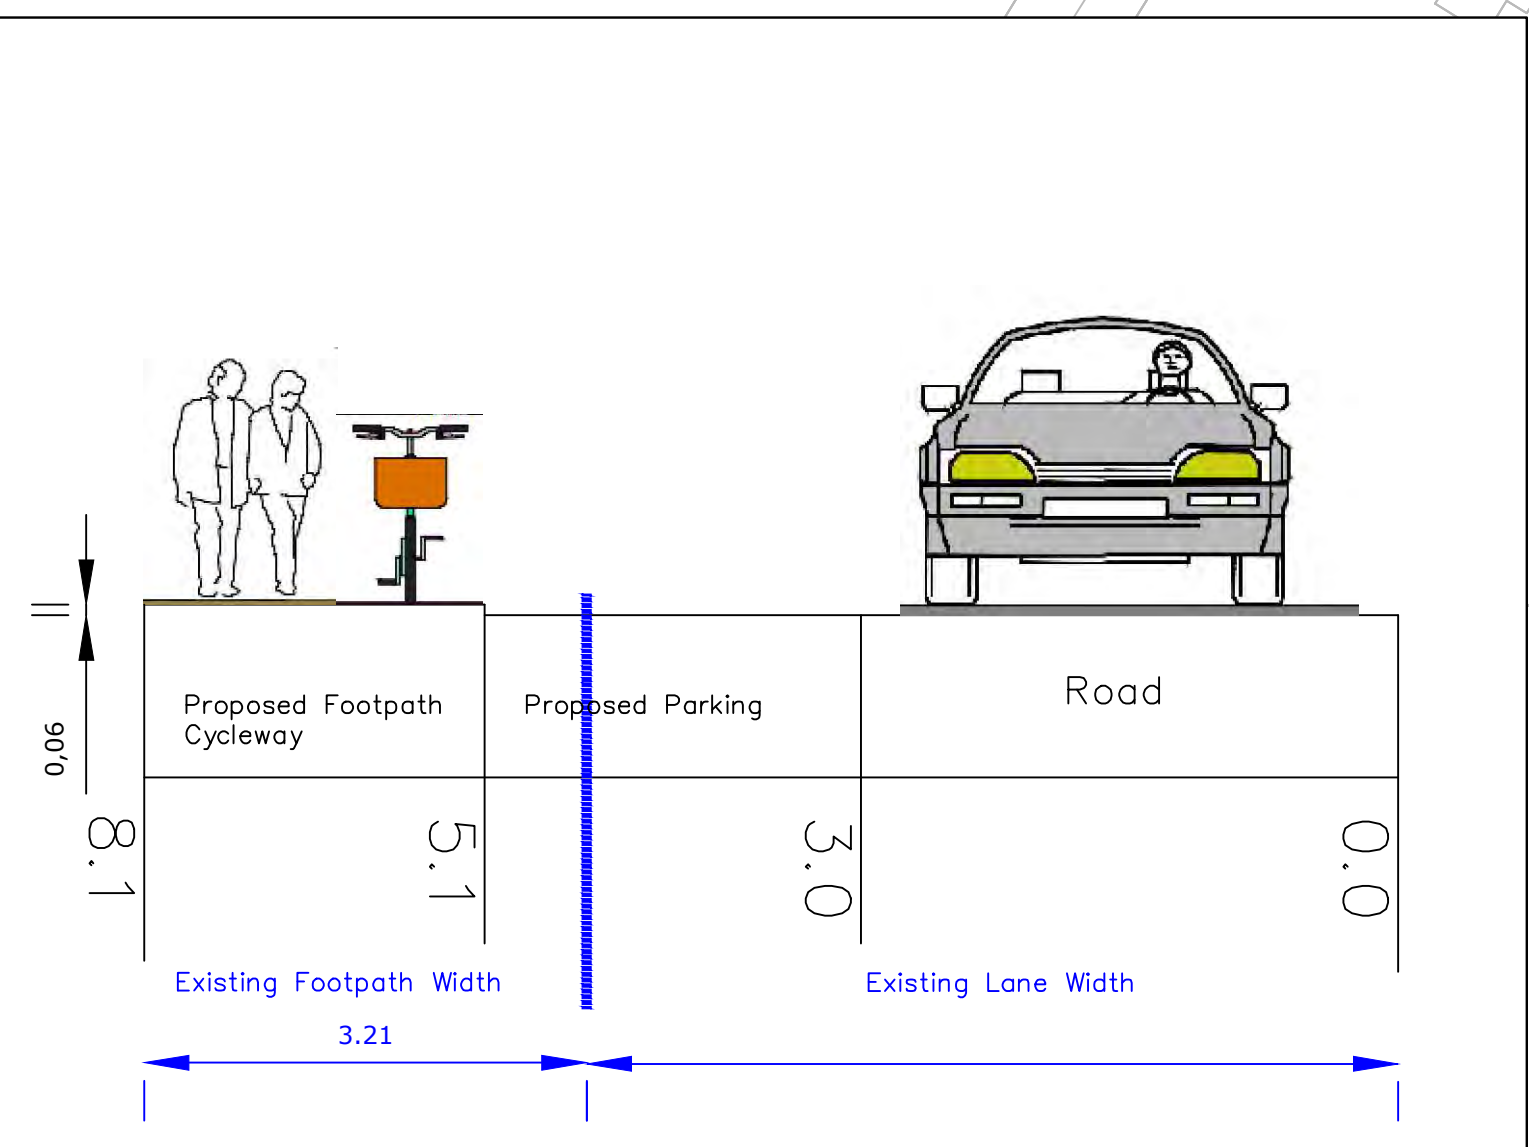 Proposed Footpath
Cycleway
Proposed Parking
Road
0,06
8.1
5.1
3.0
0.0
Existing Footpath Width
Existing Lane Width
3.21